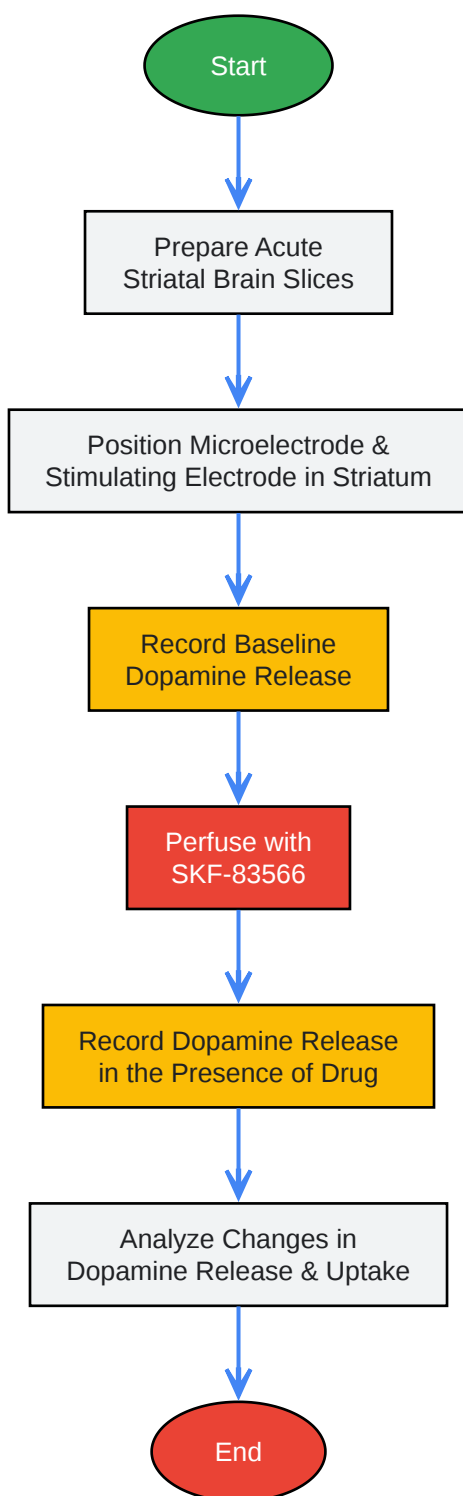 Start
Prepare Acute
Striatal Brain Slices
Position Microelectrode &
Stimulating Electrode in Striatum
Record Baseline
Dopamine Release
Perfuse with
SKF-83566
Record Dopamine Release
in the Presence of Drug
Analyze Changes in
Dopamine Release & Uptake
End